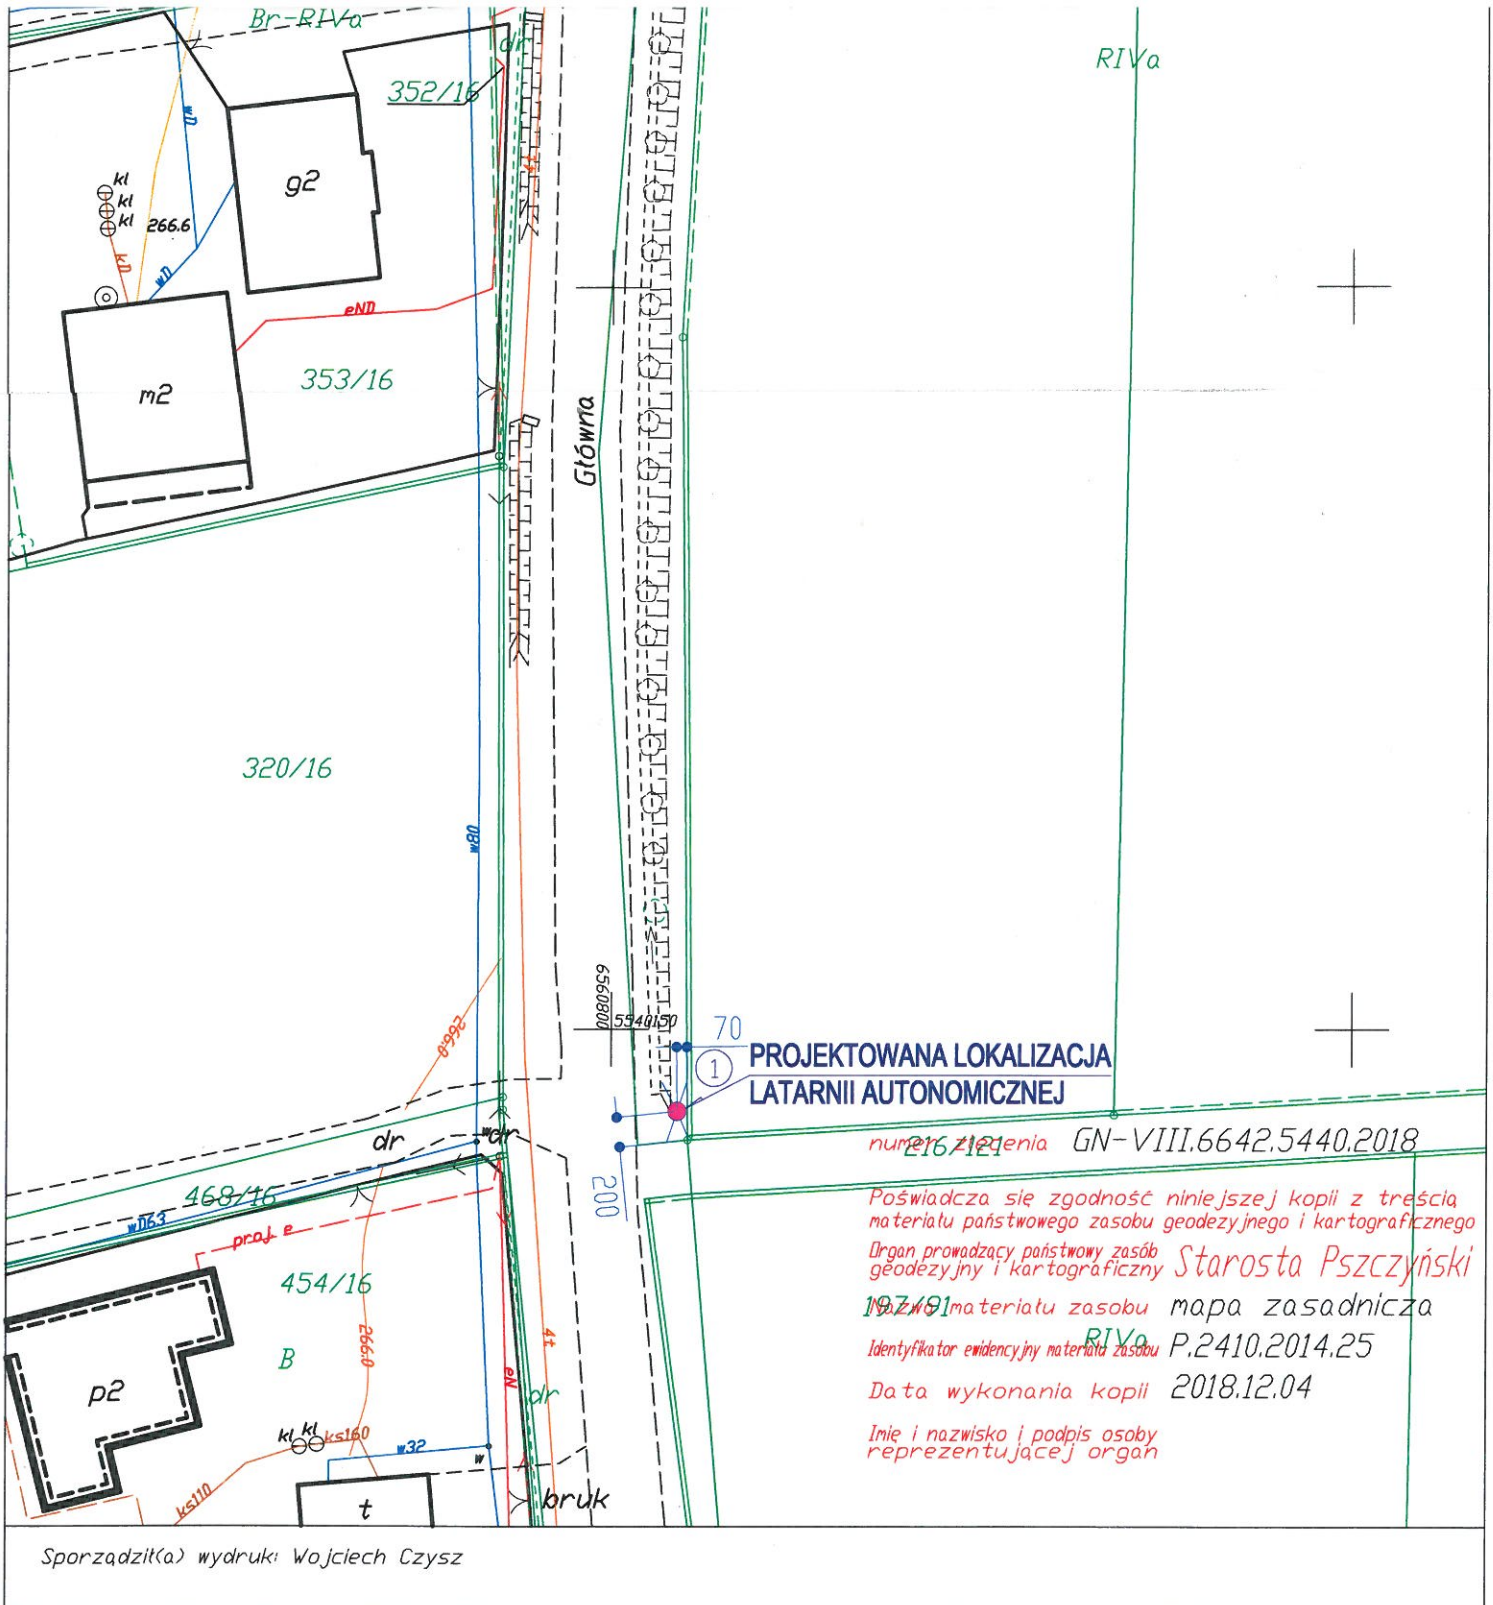 Br-RIVa
dr
RIVa
352/16
wD
4t
g2
kl
kl
kl
266.6
kD
wD
eND
353/16
m2
Główna
320/16
w80
6560800
5540150
266.0
70
1
PROJEKTOWANA LOKALIZACJA
LATARNII AUTONOMICZNEJ
dr
w
dr
numer zlecenia GN-VIII.6642.5440.2018
216/121
468/16
wD63
200
Poświadcza się zgodność niniejszej kopii z treścią
materiału państwowego zasobu geodezyjnego i kartograficznego
proj. e
Organ prowadzący państwowy zasób
geodezyjny i kartograficzny Starosta Pszczyński
454/16
197/91
Nazwa materiału zasobu mapa zasadnicza
266.0
4t
B
RIVa
Identyfikator ewidencyjny materiału zasobu P.2410.2014.25
eN
dr
p2
Data wykonania kopii 2018.12.04
kl
kl
ks160
w32
w
Imię i nazwisko i podpis osoby
reprezentującej organ
ks110
t
bruk
Sporządził(a) wydruk: Wojciech Czysz